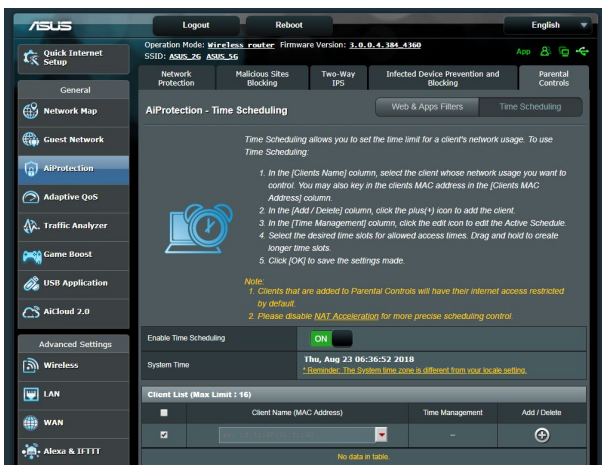 ASUS
Logout
Reboot
English
Quick Internet
Setup
General
Network Map
Guest Network
AiProtection
Adaptive QoS
Traffic Analyzer
Game Boost
USB Application
AiCloud 2.0
Advanced Settings
Wireless
LAN
WAN
Alexa & IFTTT
Operation Mode: Wireless router Firmware Version: 3.0.0.4.384_4360
SSID: ASUS_2G ASUS_5G
App
Network
Protection
Malicious Sites
Blocking
Two-Way
IPS
Infected Device Prevention and
Blocking
Parental
Controls
AiProtection - Time Scheduling
Web & Apps Filters
Time Scheduling
Time Scheduling allows you to set the time limit for a client's network usage. To use
Time Scheduling:
1. In the [Clients Name] column, select the client whose network usage you want to
control. You may also key in the clients MAC address in the [Clients MAC
Address] column.
2. In the [Add / Delete] column, click the plus(+) icon to add the client.
3. In the [Time Management] column, click the edit icon to edit the Active Schedule.
4. Select the desired time slots for allowed access times. Drag and hold to create
longer time slots.
5. Click [OK] to save the settings made.
Note:
1. Clients that are added to Parental Controls will have their internet access restricted
by default.
2. Please disable NAT Acceleration for more precise scheduling control.
Enable Time Scheduling
ON
System Time
Thu, Aug 23 06:36:52 2018
* Reminder: The System time zone is different from your locale setting.
Client List (Max Limit : 16)
Client Name (MAC Address)
Time Management
Add / Delete
--
No data in table.